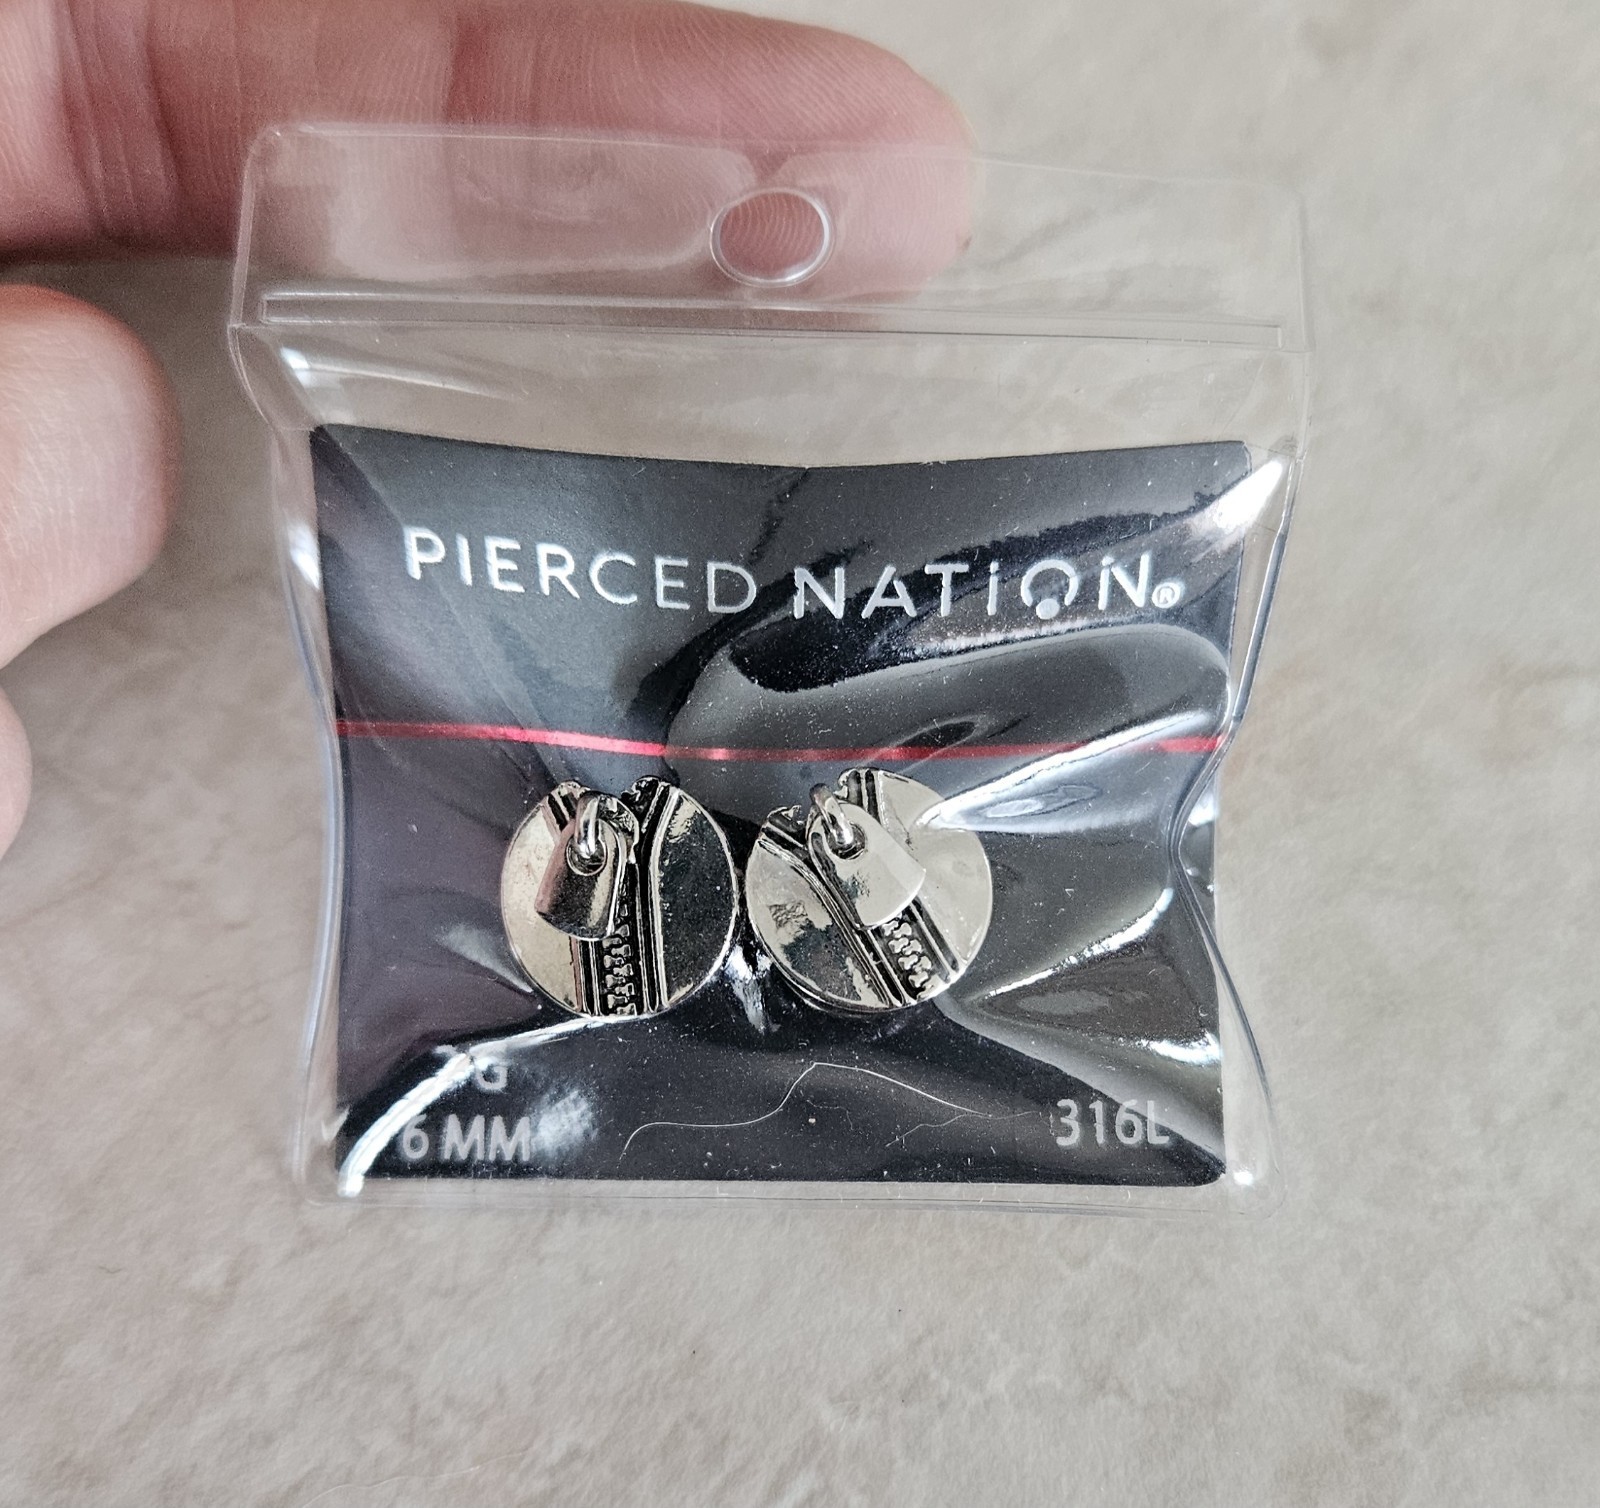 PIERCED NATION®
G
6 MM
316L